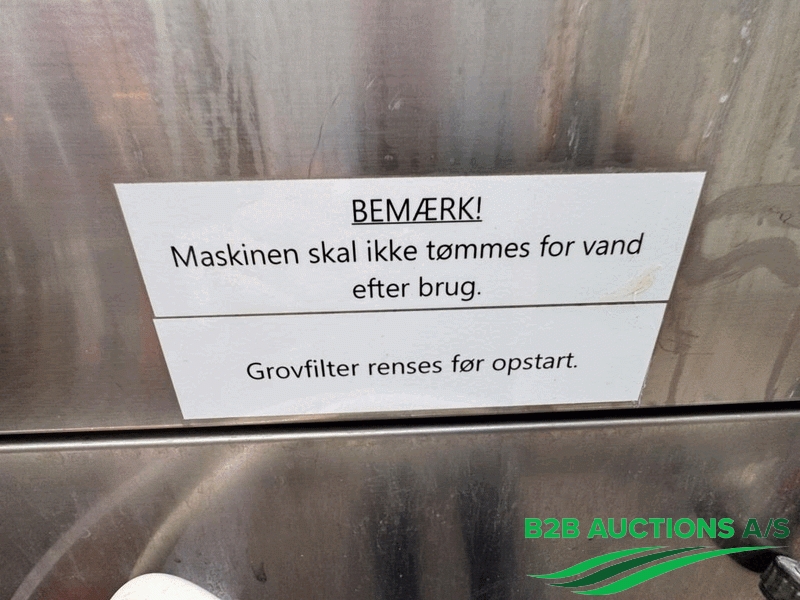 BEMÆRK!
Maskinen skal ikke tømmes for vand
efter brug.
Grovfilter renses før opstart.
B2B AUCTIONS A/S